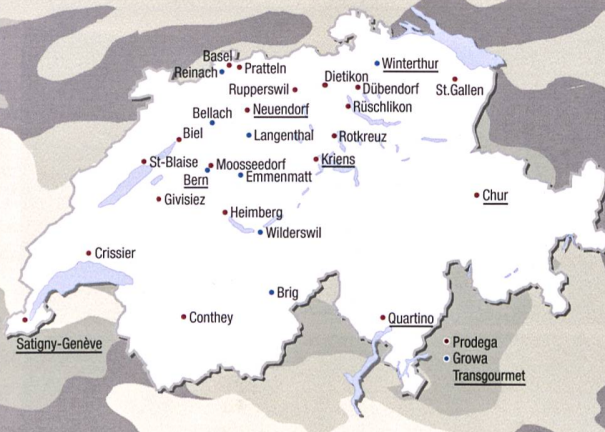 Basel
Reinach
Pratteln
Winterthur
Dietikon
Rupperswil
Dübendorf
St.Gallen
Neuendorf
Rüschlikon
Bellach
Biel
Langenthal
Rotkreuz
St-Blaise
Moosseedorf
Kriens
Bern
Emmenmatt
Givisiez
Chur
Heimberg
Wilderswil
Crissier
Brig
Conthey
Quartino
Satigny-Genève
Prodega
Growa
Transgourmet